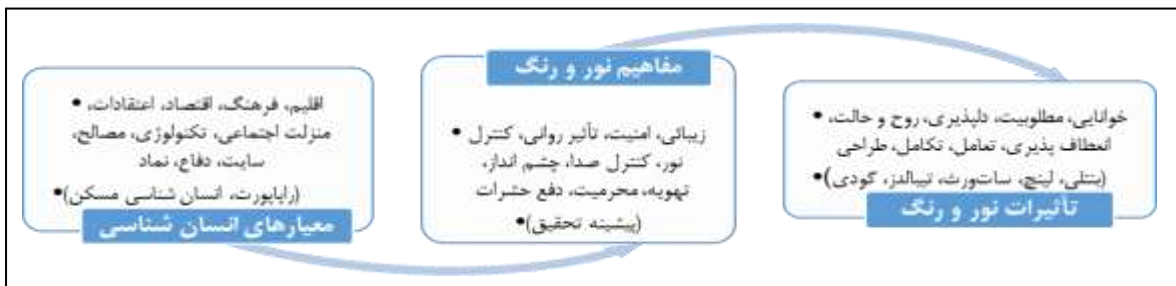 معیارهای انسان شناسی
• اقلیم، فرهنگ، اقتصاد، اعتقادات،
منزلت اجتماعی، تکنولوژی، مصالح،
سایت، دفاع، نماد
•(راپاپورت، انسان شناسی مسکن)
مفاهیم نور و رنگ
• زیبائی، امنیت، تأثیر روانی، کنترل
نور، کنترل صدا، چشم انداز،
تهویه، محرمیت، دفع حشرات
•(پیشینه تحقیق)
تأثیرات نور و رنگ
• خوانایی، مطلوبیت، دلپذیری، روح و حالت،
انعطاف پذیری، تعامل، تکامل، طراحی
•(بنتلی، لینچ، سات‌ورث، تیبالدز، گودی)